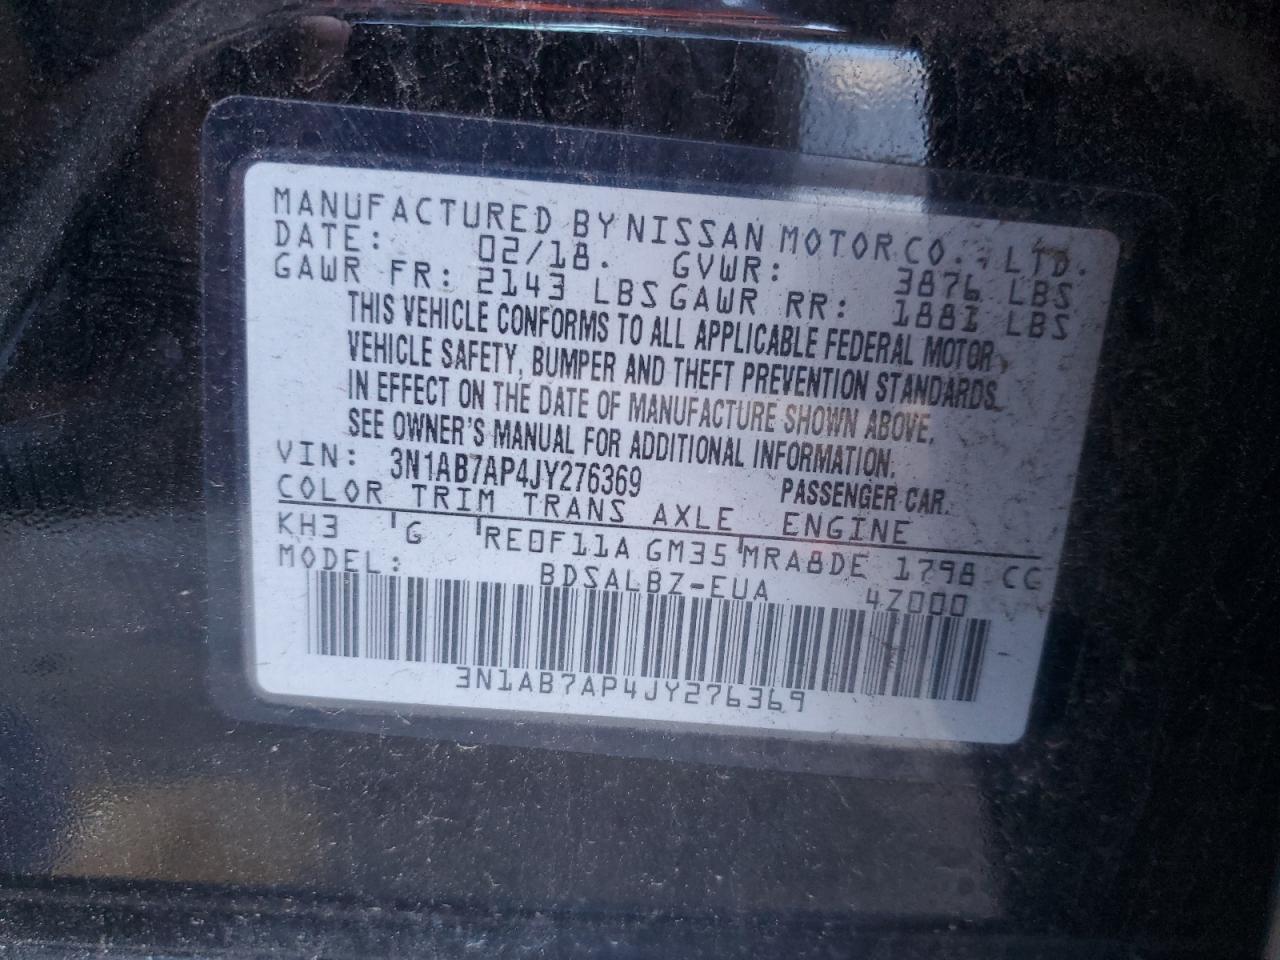 MANUFACTURED BY NISSAN MOTOR CO., LTD.
DATE: 02/18. GVWR: 3876 LBS
GAWR FR: 2143 LBS GAWR RR: 1881 LBS
THIS VEHICLE CONFORMS TO ALL APPLICABLE FEDERAL MOTOR
VEHICLE SAFETY, BUMPER AND THEFT PREVENTION STANDARDS
IN EFFECT ON THE DATE OF MANUFACTURE SHOWN ABOVE.
SEE OWNER'S MANUAL FOR ADDITIONAL INFORMATION.
VIN: 3N1AB7AP4JY276369 PASSENGER CAR.
COLOR TRIM TRANS AXLE ENGINE
KH3 G RE0F11A GM35 MRA8DE 1798 CC
MODEL: BDSALBZ-EUA 4Z000
3N1AB7AP4JY276369